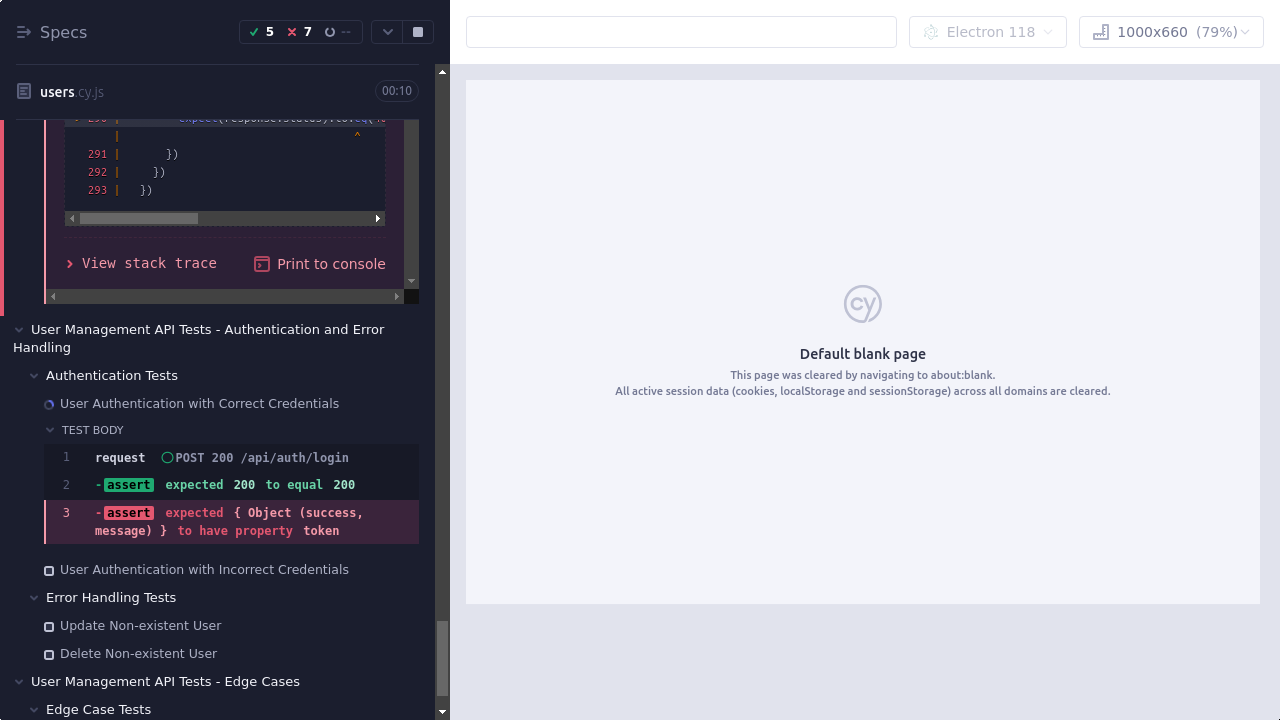 Specs
5 7 --
Electron 118
1000x660 (79%)
users.cy.js
00:10
|
^
291 | })
292 | })
293 | })
View stack trace
Print to console
User Management API Tests - Authentication and Error
Handling
Authentication Tests
User Authentication with Correct Credentials
TEST BODY
1 request POST 200 /api/auth/login
2 -assert expected 200 to equal 200
3 -assert expected { Object (success,
message) } to have property token
User Authentication with Incorrect Credentials
Error Handling Tests
Update Non-existent User
Delete Non-existent User
User Management API Tests - Edge Cases
Edge Case Tests
cy
Default blank page
This page was cleared by navigating to about:blank.
All active session data (cookies, localStorage and sessionStorage) across all domains are cleared.